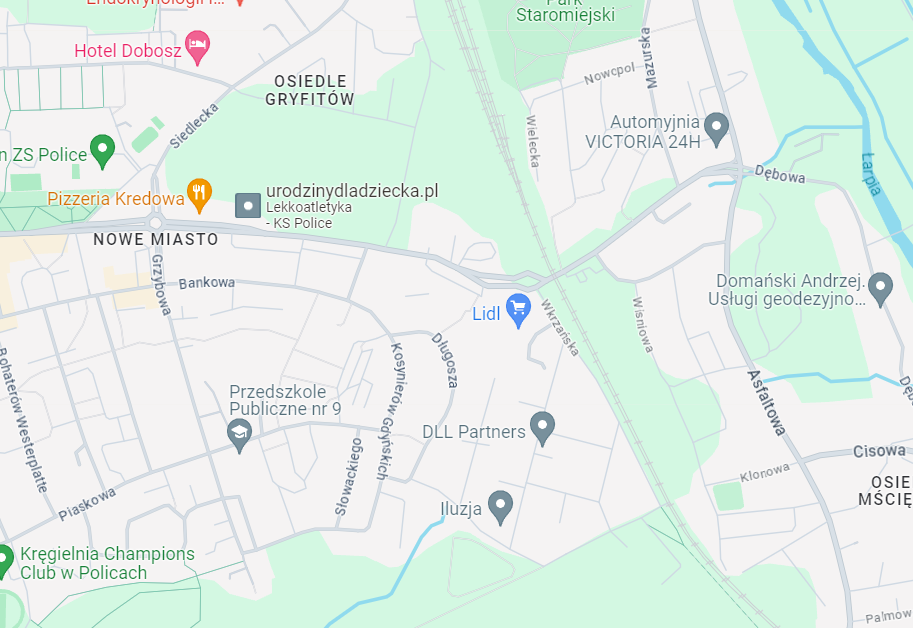 Endokrynologii i...
Park
Staromiejski
Hotel Dobosz
OSIEDLE
GRYFITÓW
Nowopol
Mazurska
Siedlecka
Wielecka
Automyjnia
VICTORIA 24H
n ZS Police
Dębowa
Łarpia
Pizzeria Kredowa
urodzinydladziecka.pl
Lekkoatletyka
- KS Police
NOWE MIASTO
Grzybowa
Bankowa
Domański Andrzej.
Usługi geodezyjno...
Lidl
Wkrzańska
Wiśniowa
Długosza
Kosynierów Gdyńskich
Bohaterów Westerplatte
Przedszkole
Publiczne nr 9
Asfaltowa
DLL Partners
Słowackiego
Cisowa
Klonowa
OSIE
MŚCIĘ
Piaskowa
Iluzja
Kręgielnia Champions
Club w Policach
Palmow